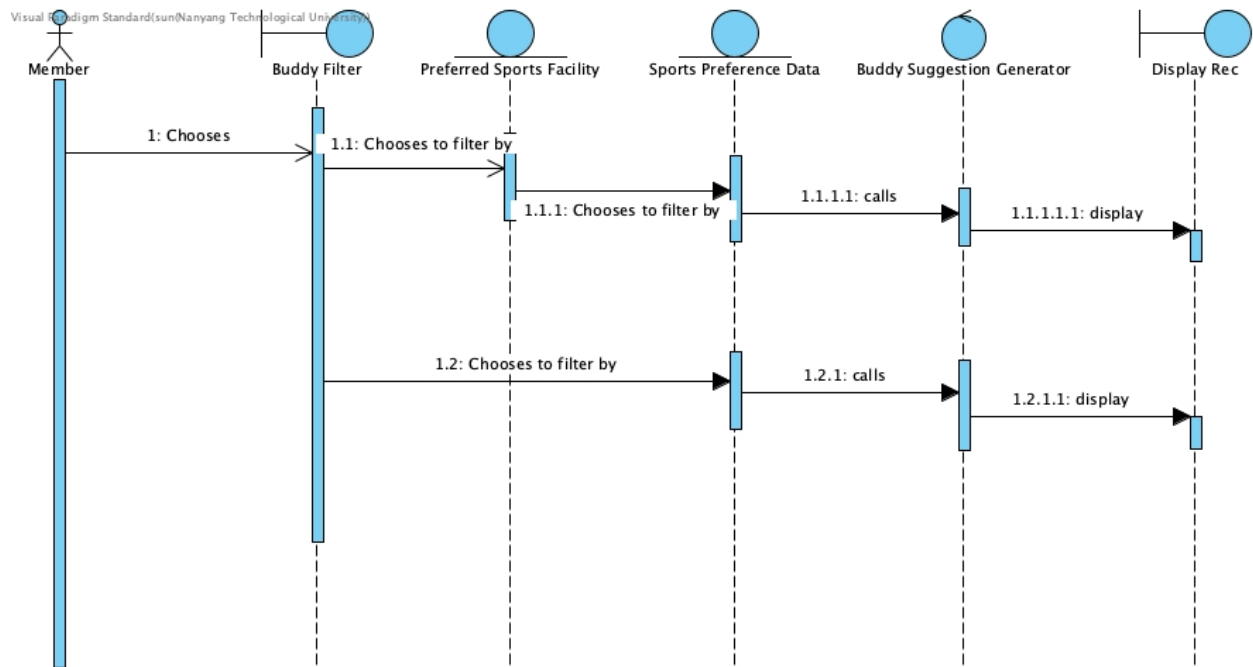 Visual Paradigm Standard(sun(Nanyang Technological University))
Member
Buddy Filter
Preferred Sports Facility
Sports Preference Data
Buddy Suggestion Generator
Display Rec
1: Chooses
1.1: Chooses to filter by
1.1.1: Chooses to filter by
1.1.1.1: calls
1.1.1.1.1: display
1.2: Chooses to filter by
1.2.1: calls
1.2.1.1: display